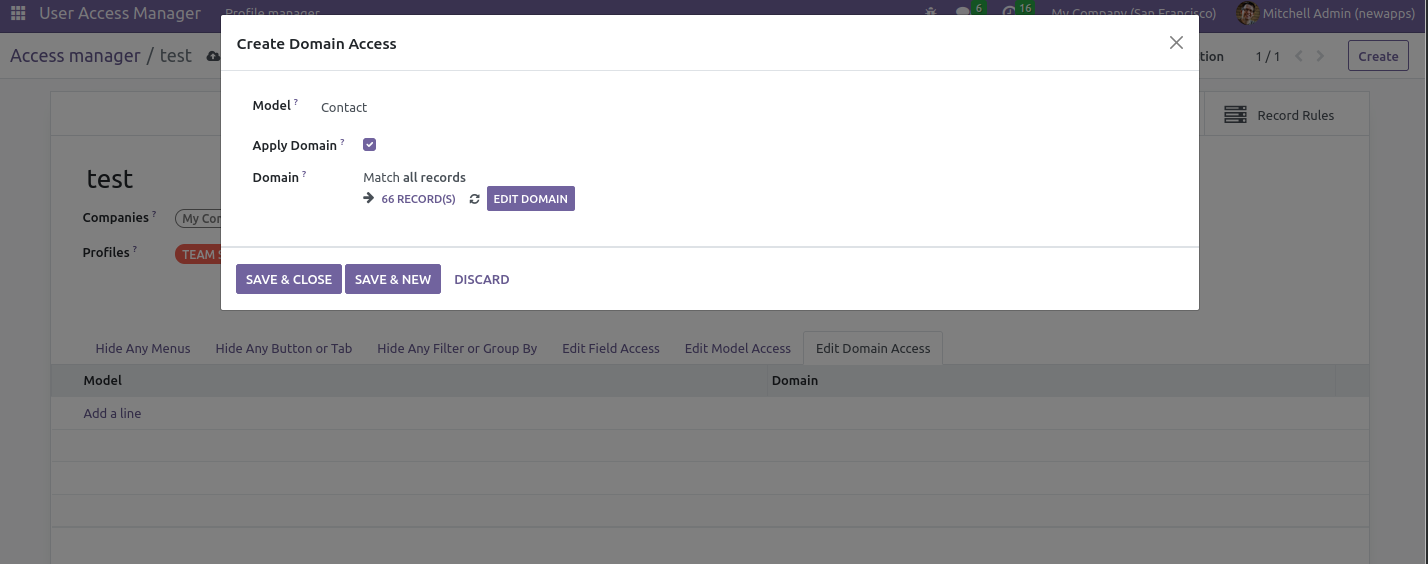 User Access Manager Profile manager 6 16 My Company (San Francisco) Mitchell Admin (newapps)
Create Domain Access
Access manager / test
1 / 1 Create
Model ? Contact
Record Rules
Apply Domain ?
Domain ? Match all records
66 RECORD(S) EDIT DOMAIN
test
Companies ? My
Profiles ? TEAM
SAVE & CLOSE SAVE & NEW DISCARD
Hide Any Menus Hide Any Button or Tab Hide Any Filter or Group By Edit Field Access Edit Model Access Edit Domain Access
Model Domain
Add a line